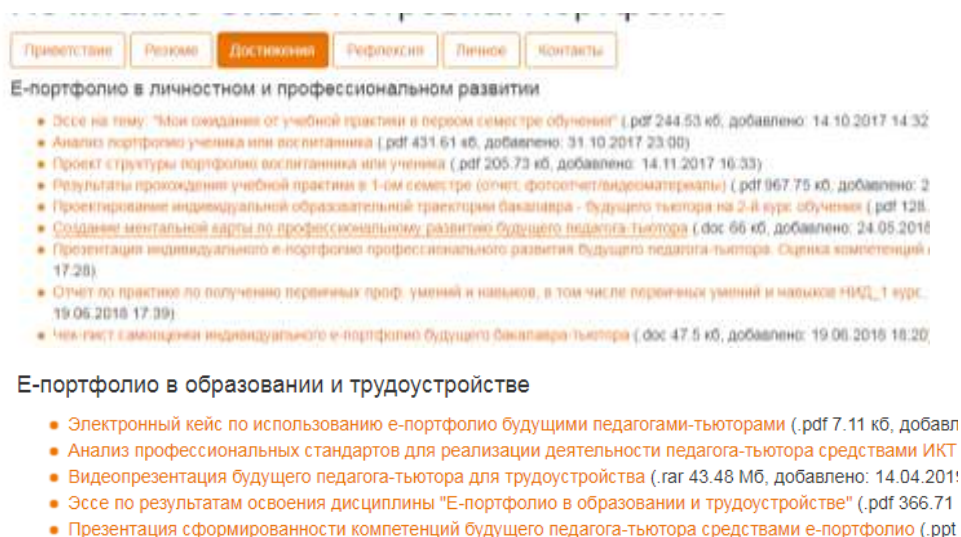 Приветствие Резюме Достижения Рефлексия Личное Контакты
Е-портфолио в личностном и профессиональном развитии
Эссе на тему: "Мои ожидания от учебной практики в первом семестре обучения" (.pdf 244.53 кб, добавлено: 14.10.2017 14:32
Анализ портфолио ученика или воспитанника (.pdf 431.61 кб, добавлено: 31.10.2017 23:00)
Проект структуры портфолио воспитанника или ученика (.pdf 205.73 кб, добавлено: 14.11.2017 16:33)
Результаты прохождения учебной практики в 1-ом семестре (отчет, фотоотчет/видеоматериалы) (.pdf 967.75 кб, добавлено: 2
Проектирование индивидуальной образовательной траектории бакалавра - будущего тьютора на 2-й курс обучения (.pdf 128.
Создание ментальной карты по профессиональному развитию будущего педагога-тьютора (.doc 66 кб, добавлено: 24.05.2018
Презентация индивидуального е-портфолио профессионального развития будущего педагога-тьютора. Оценка компетенций
17:28)
Отчет по практике по получению первичных проф. умений и навыков, в том числе первичных умений и навыков НИД_1 курс.
19.06.2018 17:39)
Чек-лист самооценки индивидуального е-портфолио будущего бакалавра-тьютора (.doc 47.5 кб, добавлено: 19.06.2018 18:20
Е-портфолио в образовании и трудоустройстве
Электронный кейс по использованию е-портфолио будущими педагогами-тьюторами (.pdf 7.11 кб, добавл
Анализ профессиональных стандартов для реализации деятельности педагога-тьютора средствами ИКТ
Видеопрезентация будущего педагога-тьютора для трудоустройства (.rar 43.48 Мб, добавлено: 14.04.2019
Эссе по результатам освоения дисциплины "Е-портфолио в образовании и трудоустройстве" (.pdf 366.71
Презентация сформированности компетенций будущего педагога-тьютора средствами е-портфолио (.ppt